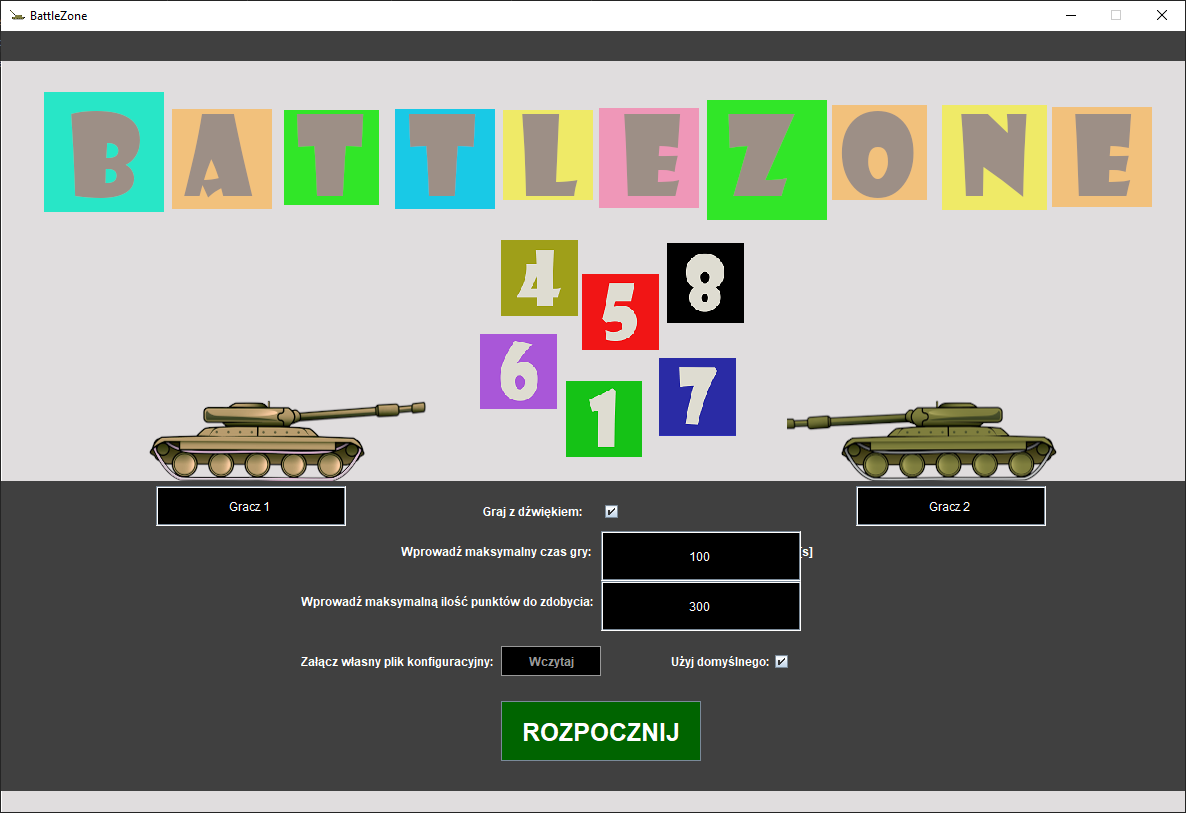 BattleZone
BATTLEZONE
4 5 8
6 1 7
Gracz 1
Gracz 2
Graj z dźwiękiem:
Wprowadź maksymalny czas gry: 100 [s]
Wprowadź maksymalną ilość punktów do zdobycia: 300
Załącz własny plik konfiguracyjny: Wczytaj Użyj domyślnego:
ROZPOCZNIJ